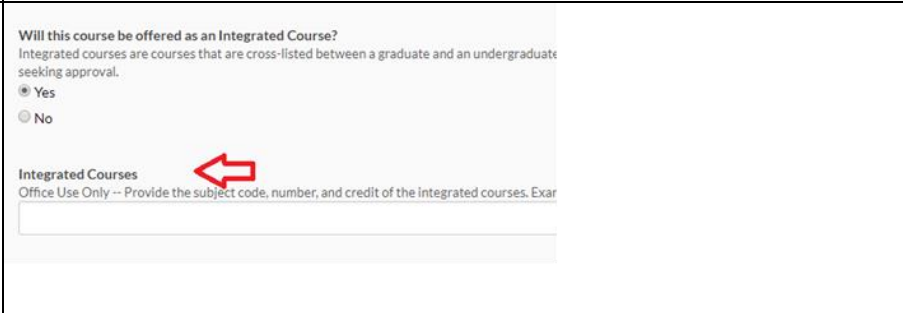 Will this course be offered as an Integrated Course?
Integrated courses are courses that are cross-listed between a graduate and an undergraduate
seeking approval.
Yes
No
Integrated Courses
Office Use Only -- Provide the subject code, number, and credit of the integrated courses. Exar